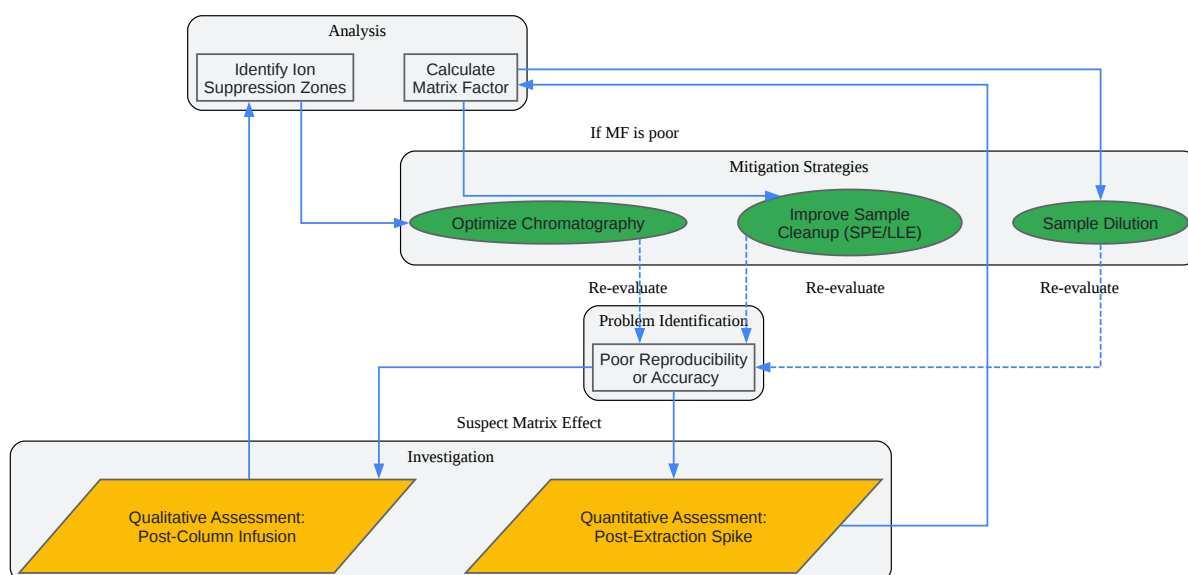 Analysis
Identify Ion
Suppression Zones
Calculate
Matrix Factor
If MF is poor
Mitigation Strategies
Optimize Chromatography
Improve Sample
Cleanup (SPE/LLE)
Sample Dilution
Re-evaluate
Re-evaluate
Re-evaluate
Problem Identification
Poor Reproducibility
or Accuracy
Suspect Matrix Effect
Investigation
Qualitative Assessment:
Post-Column Infusion
Quantitative Assessment:
Post-Extraction Spike